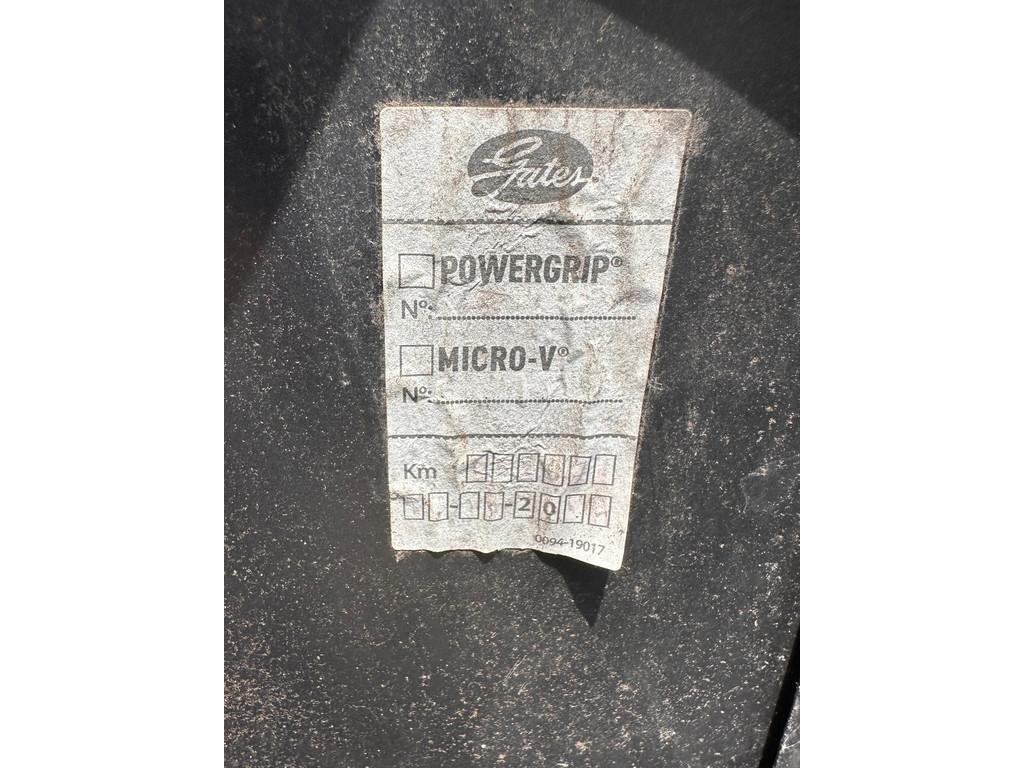 Gates
POWERGRIP®
Nº:
MICRO-V®
Nº:
Km
20
0094-19017